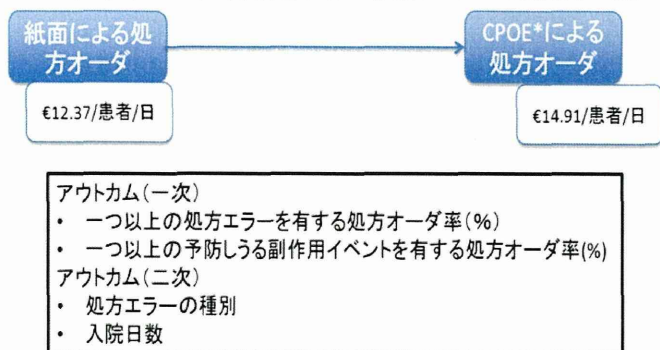 紙面による処
方オーダ
CPOE*による
処方オーダ
€12.37/患者/日
€14.91/患者/日
アウトカム(一次)
• 一つ以上の処方エラーを有する処方オーダ率(%)
• 一つ以上の予防しうる副作用イベントを有する処方オーダ率(%)
アウトカム(二次)
• 処方エラーの種別
• 入院日数